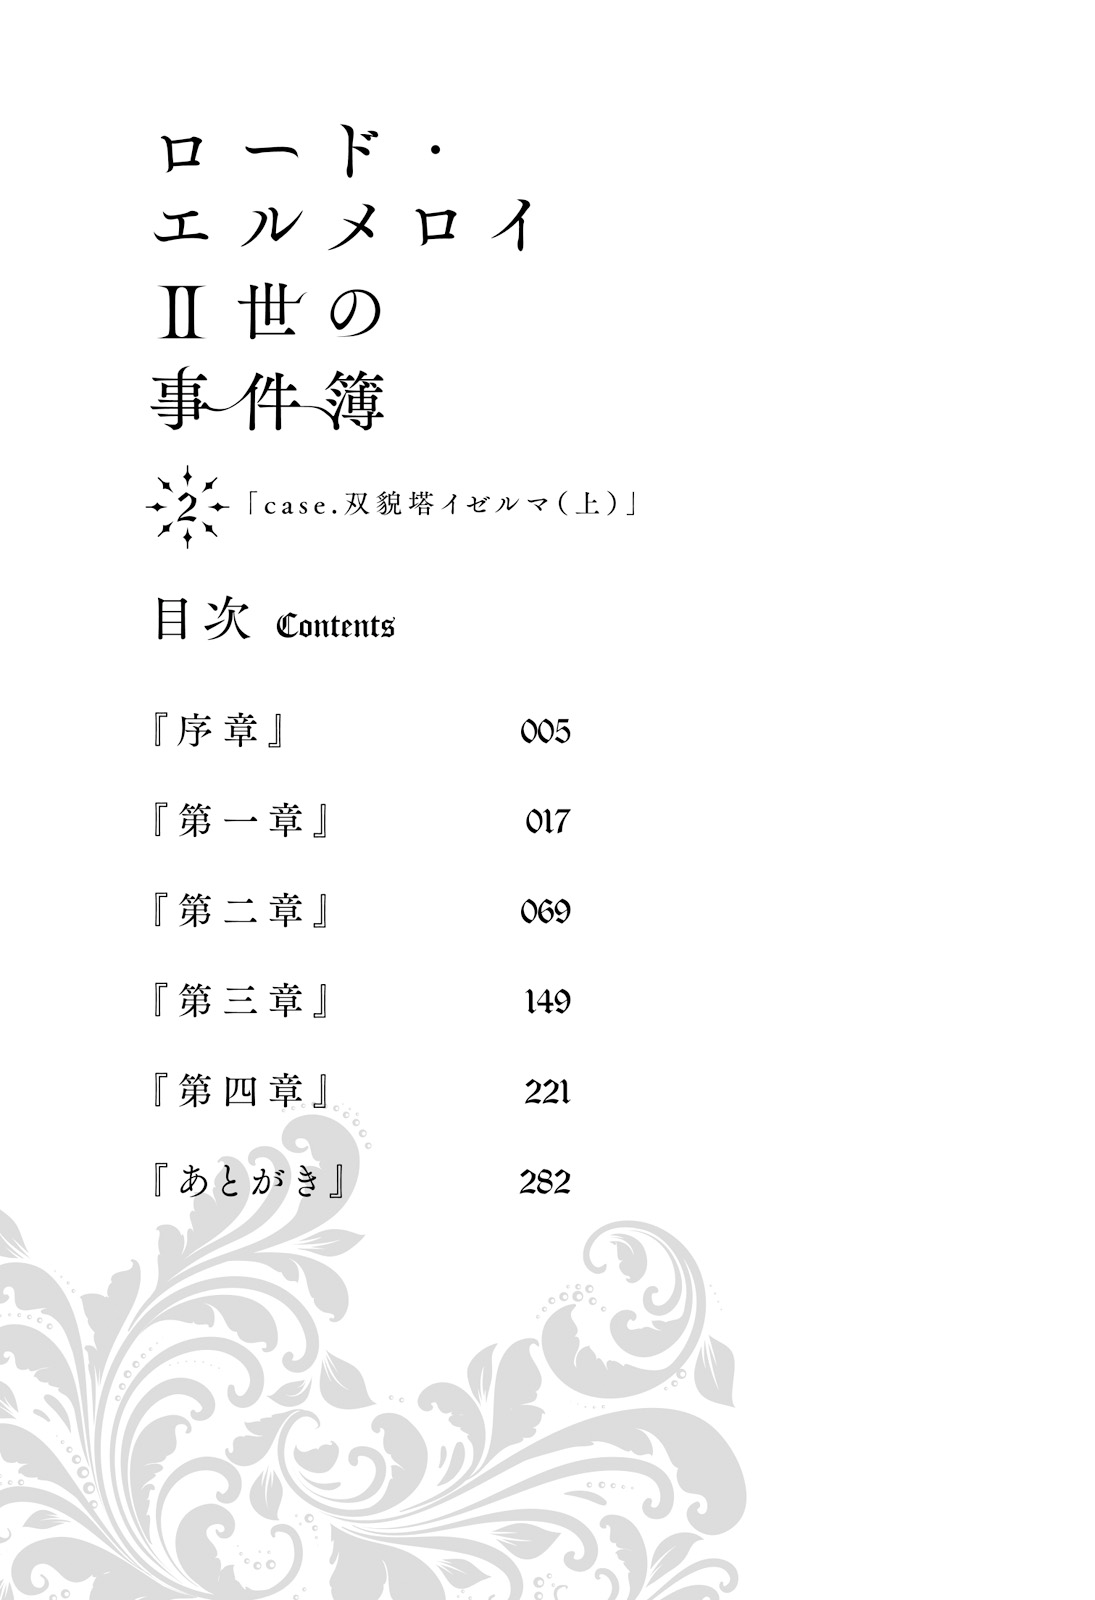 ロード・
エルメロイ
Ⅱ世の
事件簿
2「case.双貌塔イゼルマ(上)」
目次 Contents
『序章』 005
『第一章』 017
『第二章』 069
『第三章』 149
『第四章』 221
『あとがき』 282